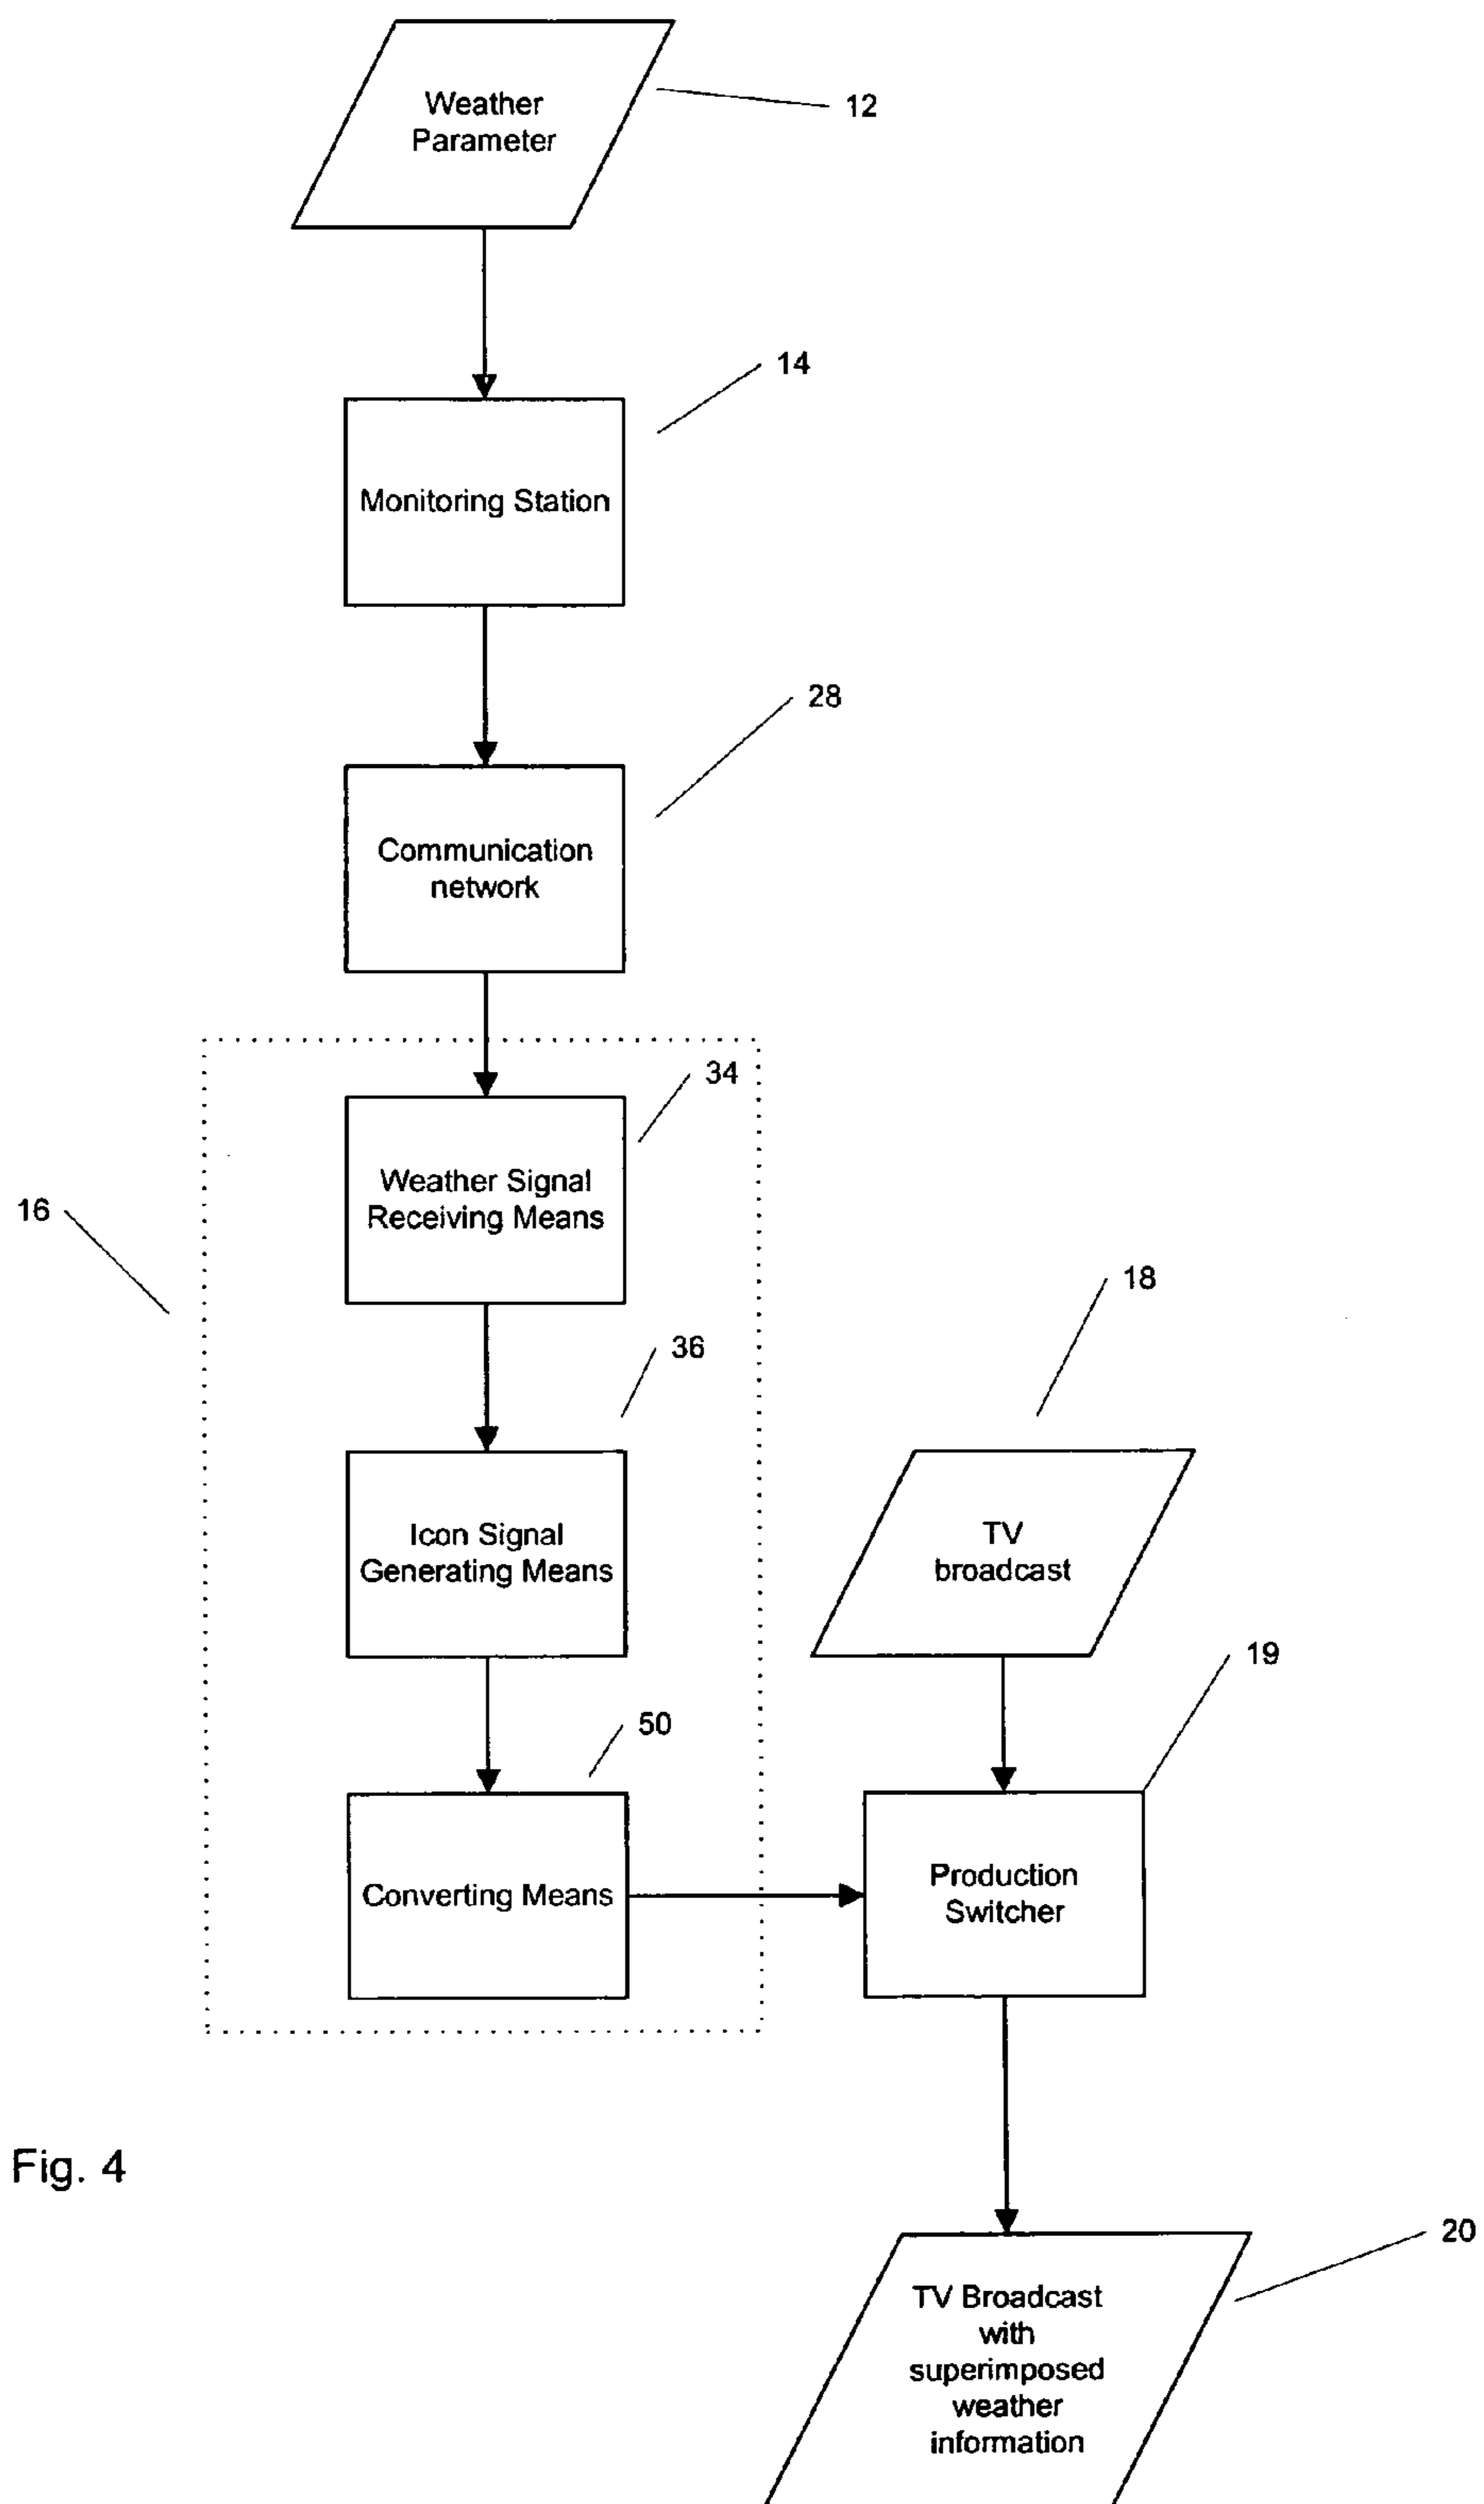 Weather
Parameter
12
14
Monitoring Station
28
Communication
network
34
Weather Signal
Receiving Means
16
18
36
Icon Signal
Generating Means
TV
broadcast
19
50
Converting Means
Production
Switcher
Fig. 4
20
TV Broadcast
with
superimposed
weather
information